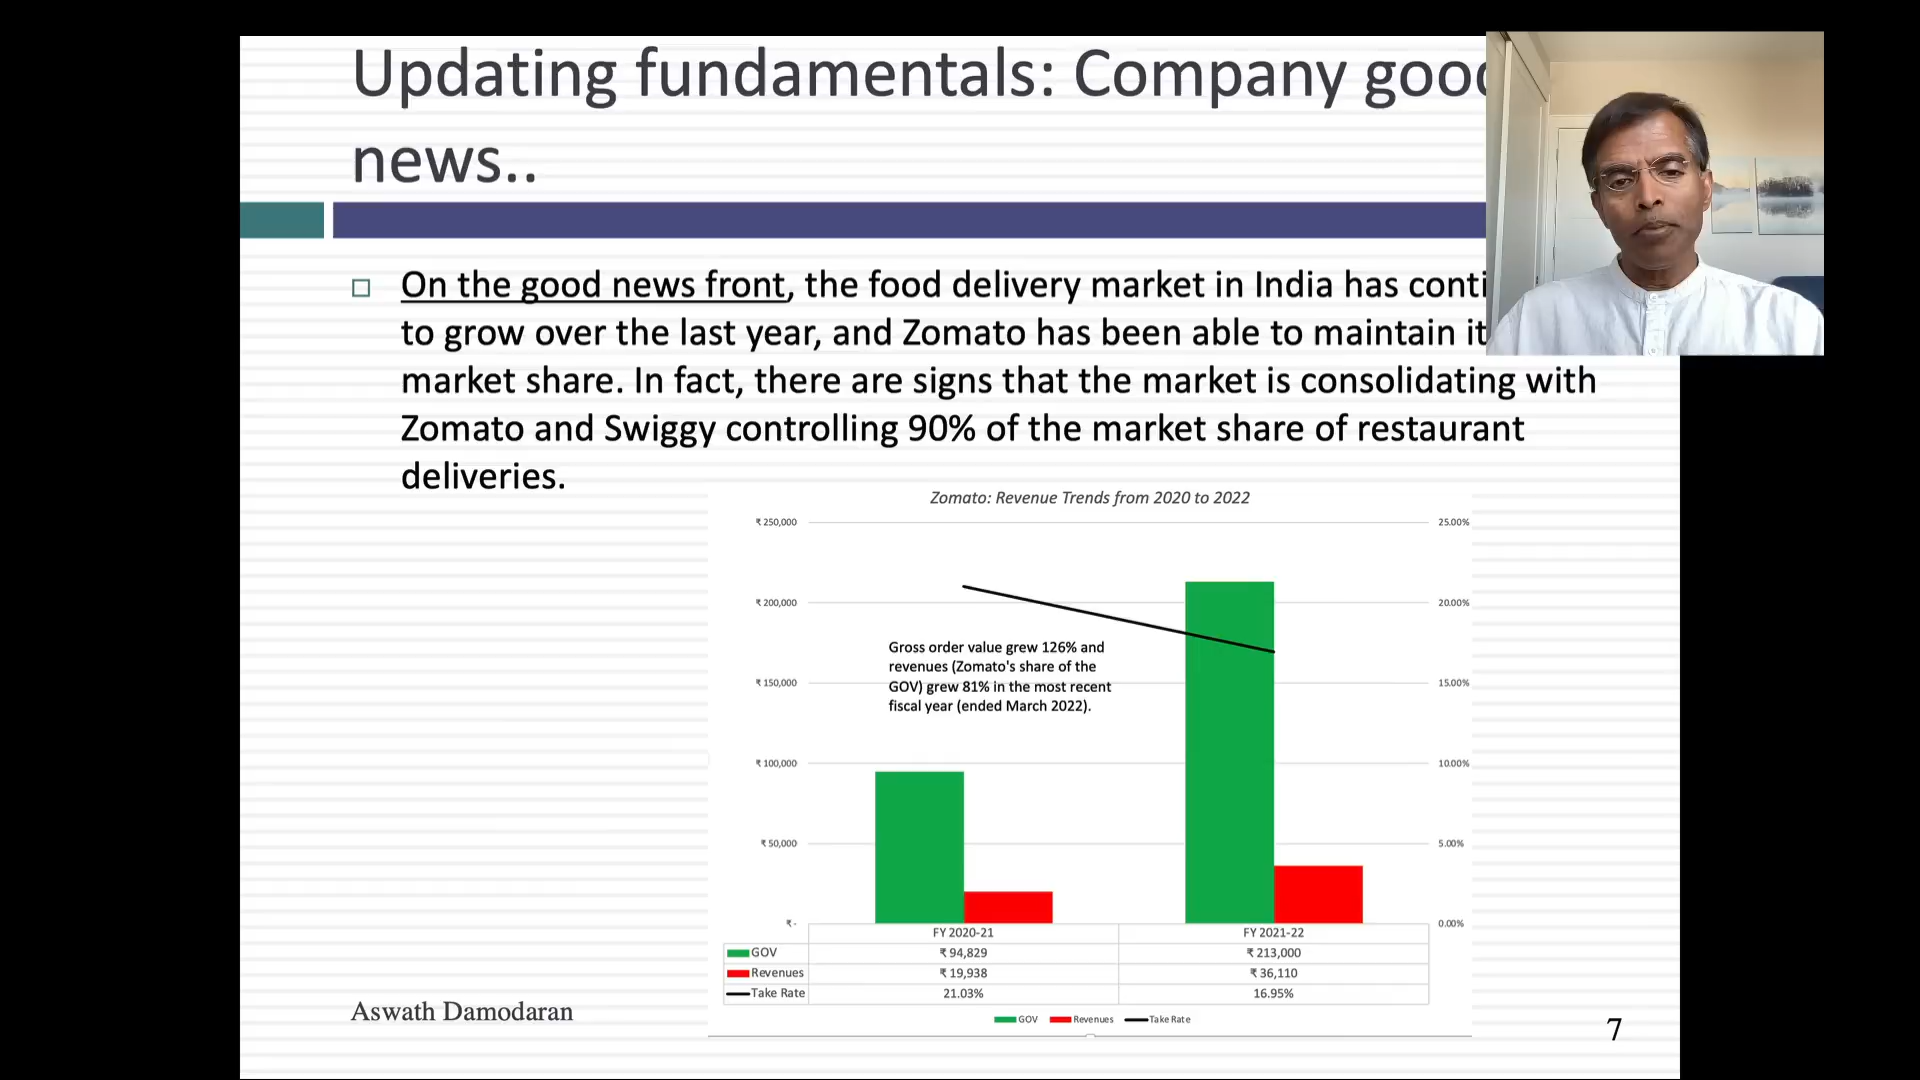 Updating fundamentals: Company goo
news..
On the good news front, the food delivery market in India has conti
to grow over the last year, and Zomato has been able to maintain it
market share. In fact, there are signs that the market is consolidating with
Zomato and Swiggy controlling 90% of the market share of restaurant
deliveries.
Zomato: Revenue Trends from 2020 to 2022
₹ 250,000 25.00%
₹ 200,000 20.00%
Gross order value grew 126% and
revenues (Zomato's share of the
GOV) grew 81% in the most recent
fiscal year (ended March 2022).
₹ 150,000 15.00%
₹ 100,000 10.00%
₹ 50,000 5.00%
₹ - 0.00%
FY 2020-21 FY 2021-22
GOV ₹ 94,829 ₹ 213,000
Revenues ₹ 19,938 ₹ 36,110
Take Rate 21.03% 16.95%
GOV Revenues Take Rate
Aswath Damodaran
7